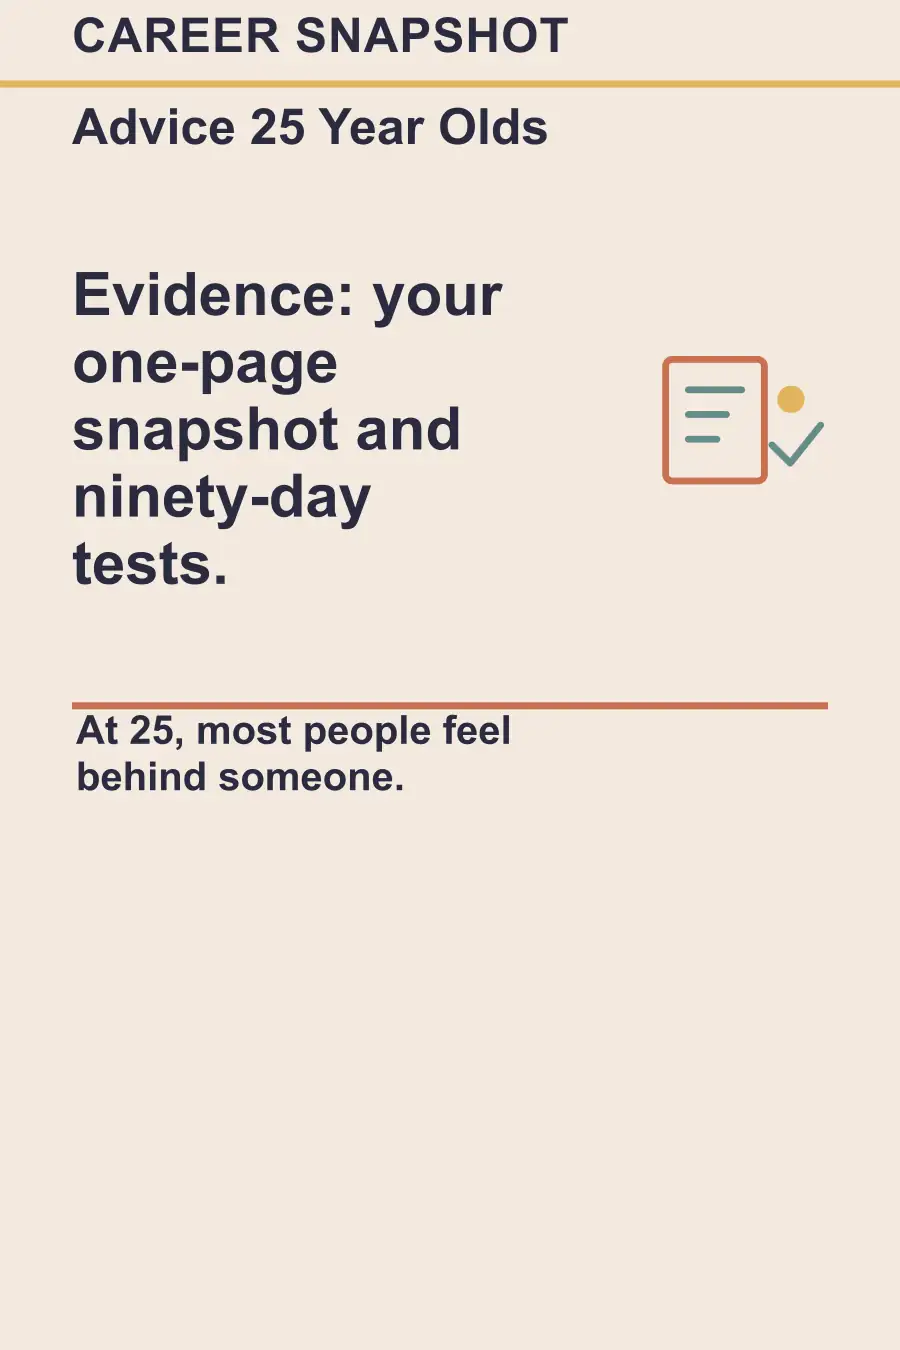 CAREER SNAPSHOT
Advice 25 Year Olds
Evidence: your
one-page
snapshot and
ninety-day
tests.
At 25, most people feel
behind someone.